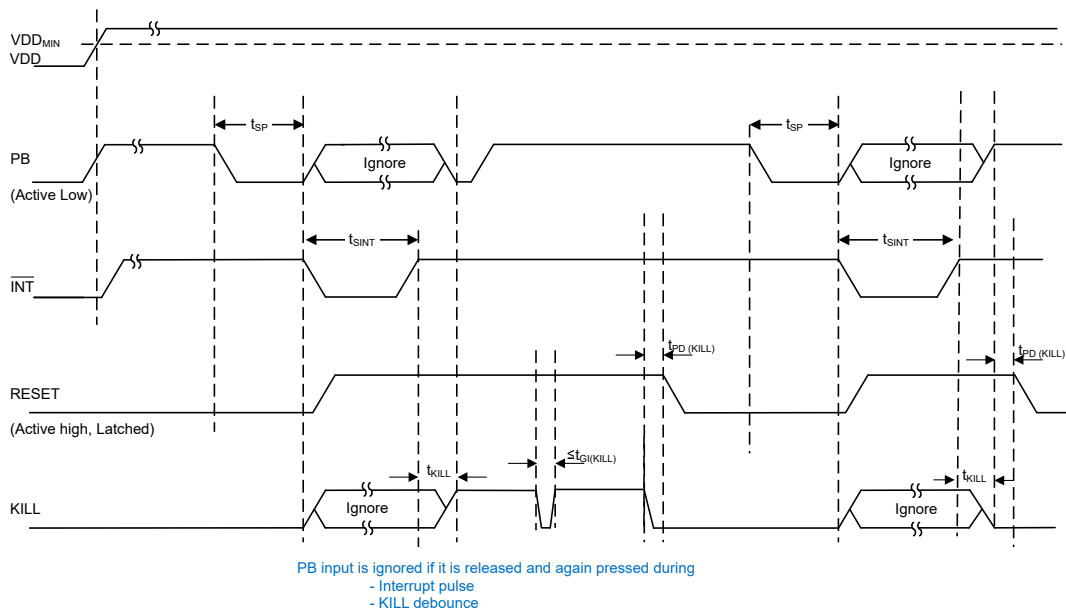 VDDMIN
VDD
tSP
tSP
PB
Ignore
Ignore
(Active Low)
tSINT
tSINT
INT
tPD (KILL)
tPD (KILL)
RESET
(Active high, Latched)
≤tGI(KILL)
tKILL
tKILL
KILL
Ignore
Ignore
PB input is ignored if it is released and again pressed during
- Interrupt pulse
- KILL debounce